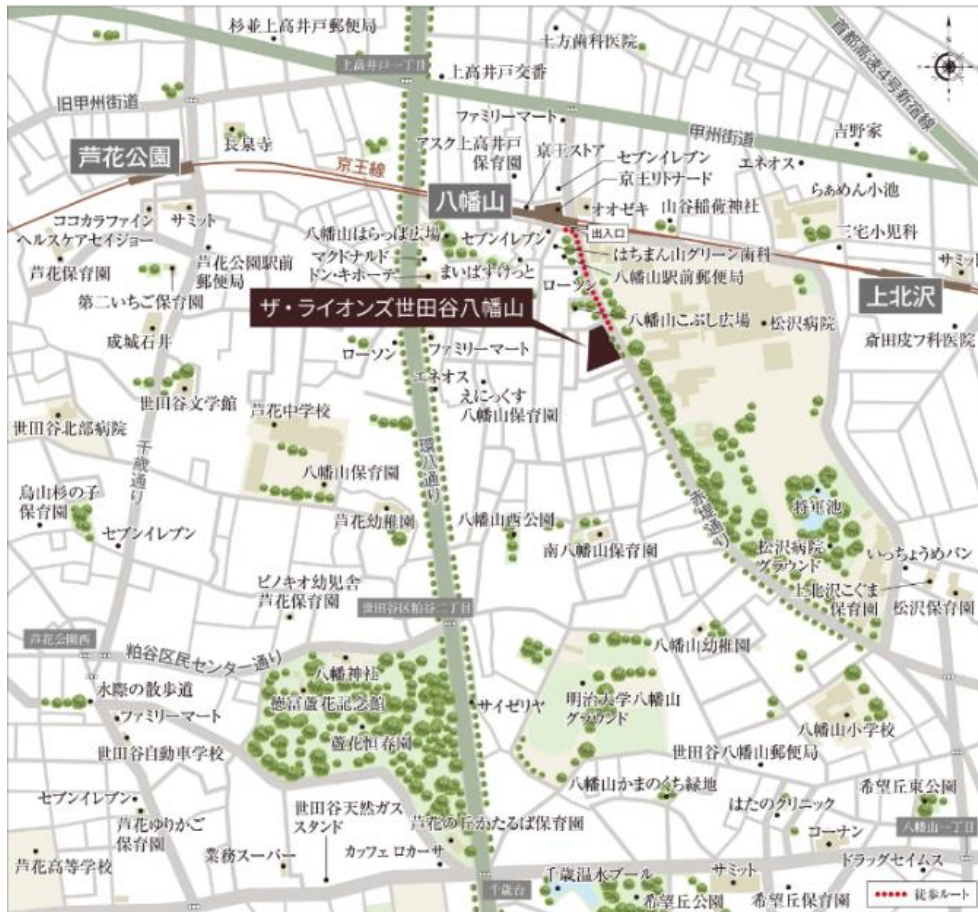 杉並上高井戸郵便局
十方歯科医院
首都高速4号新宿線
上高井戸一丁目
上高井戸交番
旧甲州街道
ファミリーマート
甲州街道
吉野家
長泉寺
アスク上高井戸
保育園
京王ストア
セブンイレブン
エネオス
芦花公園
京王線
京王リトナード
らぁめん小池
八幡山
オオゼキ
山谷稲荷神社
ココカラファイン
サミット
出入口
三宅小児科
ヘルスケアセイジョー
八幡山はらっぱ広場
セブンイレブン
はちまん山グリーン歯科
芦花保育園
芦花公園駅前
郵便局
マクドナルド
ドン・キホーテ
まいばすけっと
八幡山駅前郵便局
サミット
第二いちご保育園
ローソン
上北沢
ザ・ライオンズ世田谷八幡山
八幡山こぶし広場
松沢病院
成城石井
斎田皮フ科医院
ローソン
ファミリーマート
エネオス
えにっくす
八幡山保育園
世田谷文学館
芦花中学校
世田谷北部病院
千歳通り
環八通り
八幡山保育園
烏山杉の子
保育園
赤堤通り
将軍池
セブンイレブン
芦花幼稚園
八幡山西公園
南八幡山保育園
松沢病院
グラウンド
いっちょうめパン
ピノキオ幼児舎
芦花保育園
上北沢こぐま
保育園
松沢保育園
世田谷区粕谷二丁目
芦花公園西
粕谷区民センター通り
八幡山幼稚園
八幡神社
水際の散歩道
徳冨蘆花記念館
明治大学八幡山
グラウンド
ファミリーマート
サイゼリヤ
八幡山小学校
世田谷自動車学校
蘆花恒春園
世田谷八幡山郵便局
八幡山かまのくち緑地
希望丘東公園
セブンイレブン
世田谷天然ガス
スタンド
はたのクリニック
芦花ゆりかご
保育園
芦花の丘かたるぱ保育園
コーナン
八幡山一丁目
芦花高等学校
業務スーパー
カッフェ ロカーサ
千歳温水プール
サミット
ドラッグセイムス
千歳台
希望丘公園
希望丘保育園
徒歩ルート